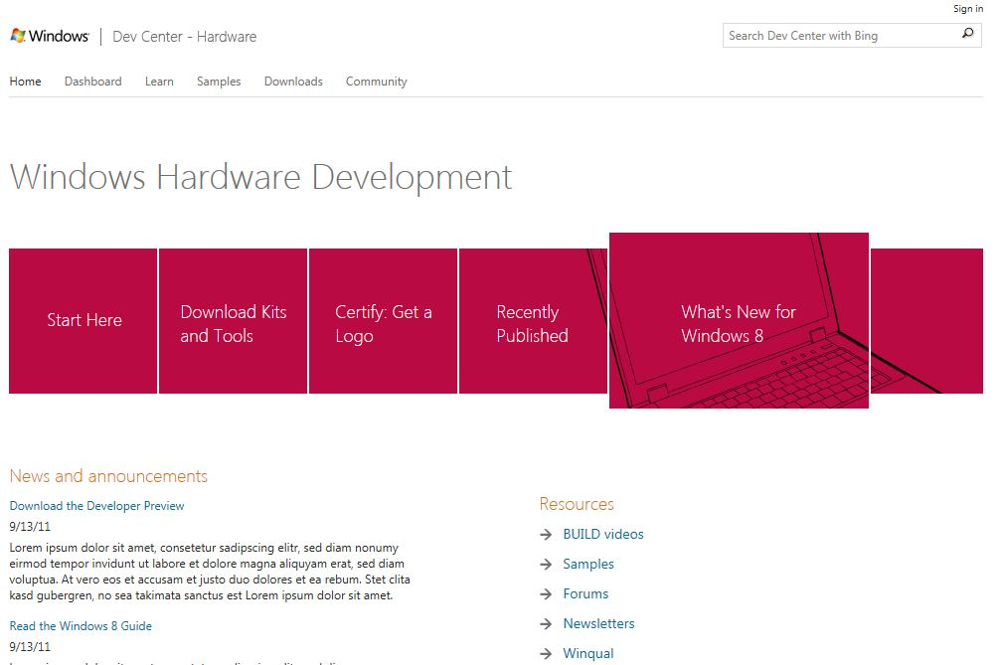 Sign in
Windows | Dev Center - Hardware
Search Dev Center with Bing
Home Dashboard Learn Samples Downloads Community
Windows Hardware Development
Start Here
Download Kits
and Tools
Certify: Get a
Logo
Recently
Published
What's New for
Windows 8
News and announcements
Download the Developer Preview
9/13/11
Lorem ipsum dolor sit amet, consetetur sadipscing elitr, sed diam nonumy
eirmod tempor invidunt ut labore et dolore magna aliquyam erat, sed diam
voluptua. At vero eos et accusam et justo duo dolores et ea rebum. Stet clita
kasd gubergren, no sea takimata sanctus est Lorem ipsum dolor sit amet.
Read the Windows 8 Guide
9/13/11
Resources
BUILD videos
Samples
Forums
Newsletters
Winqual